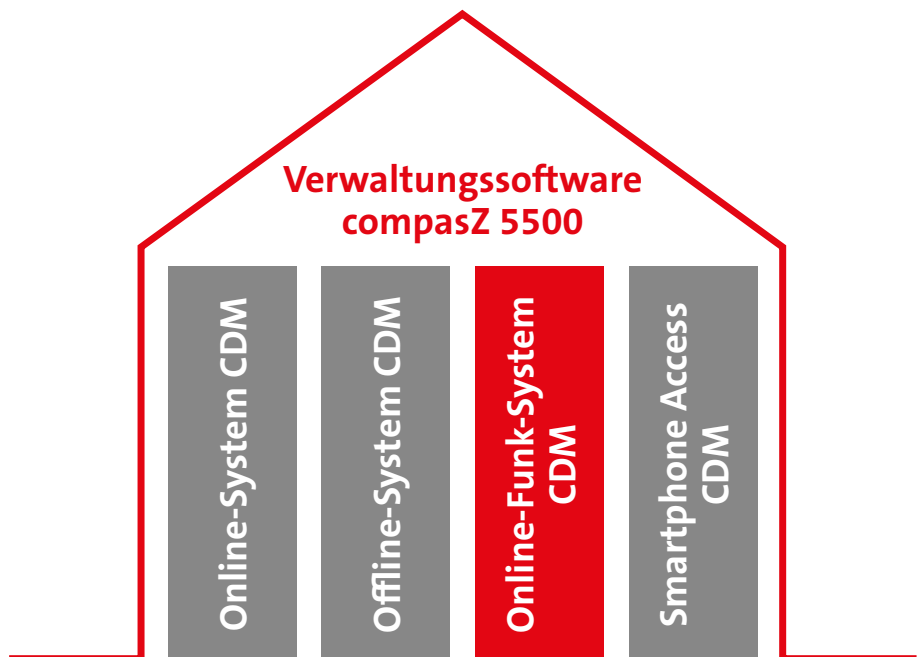 Verwaltungssoftware
compasZ 5500
Online-System CDM
Offline-System CDM
Online-Funk-System
CDM
Smartphone Access
CDM